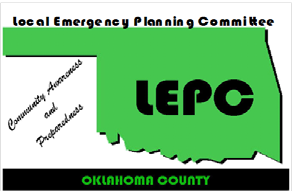 Local Emergency Planning Committee
Community Awareness
and
Preparedness
LEPC
OKLAHOMA COUNTY